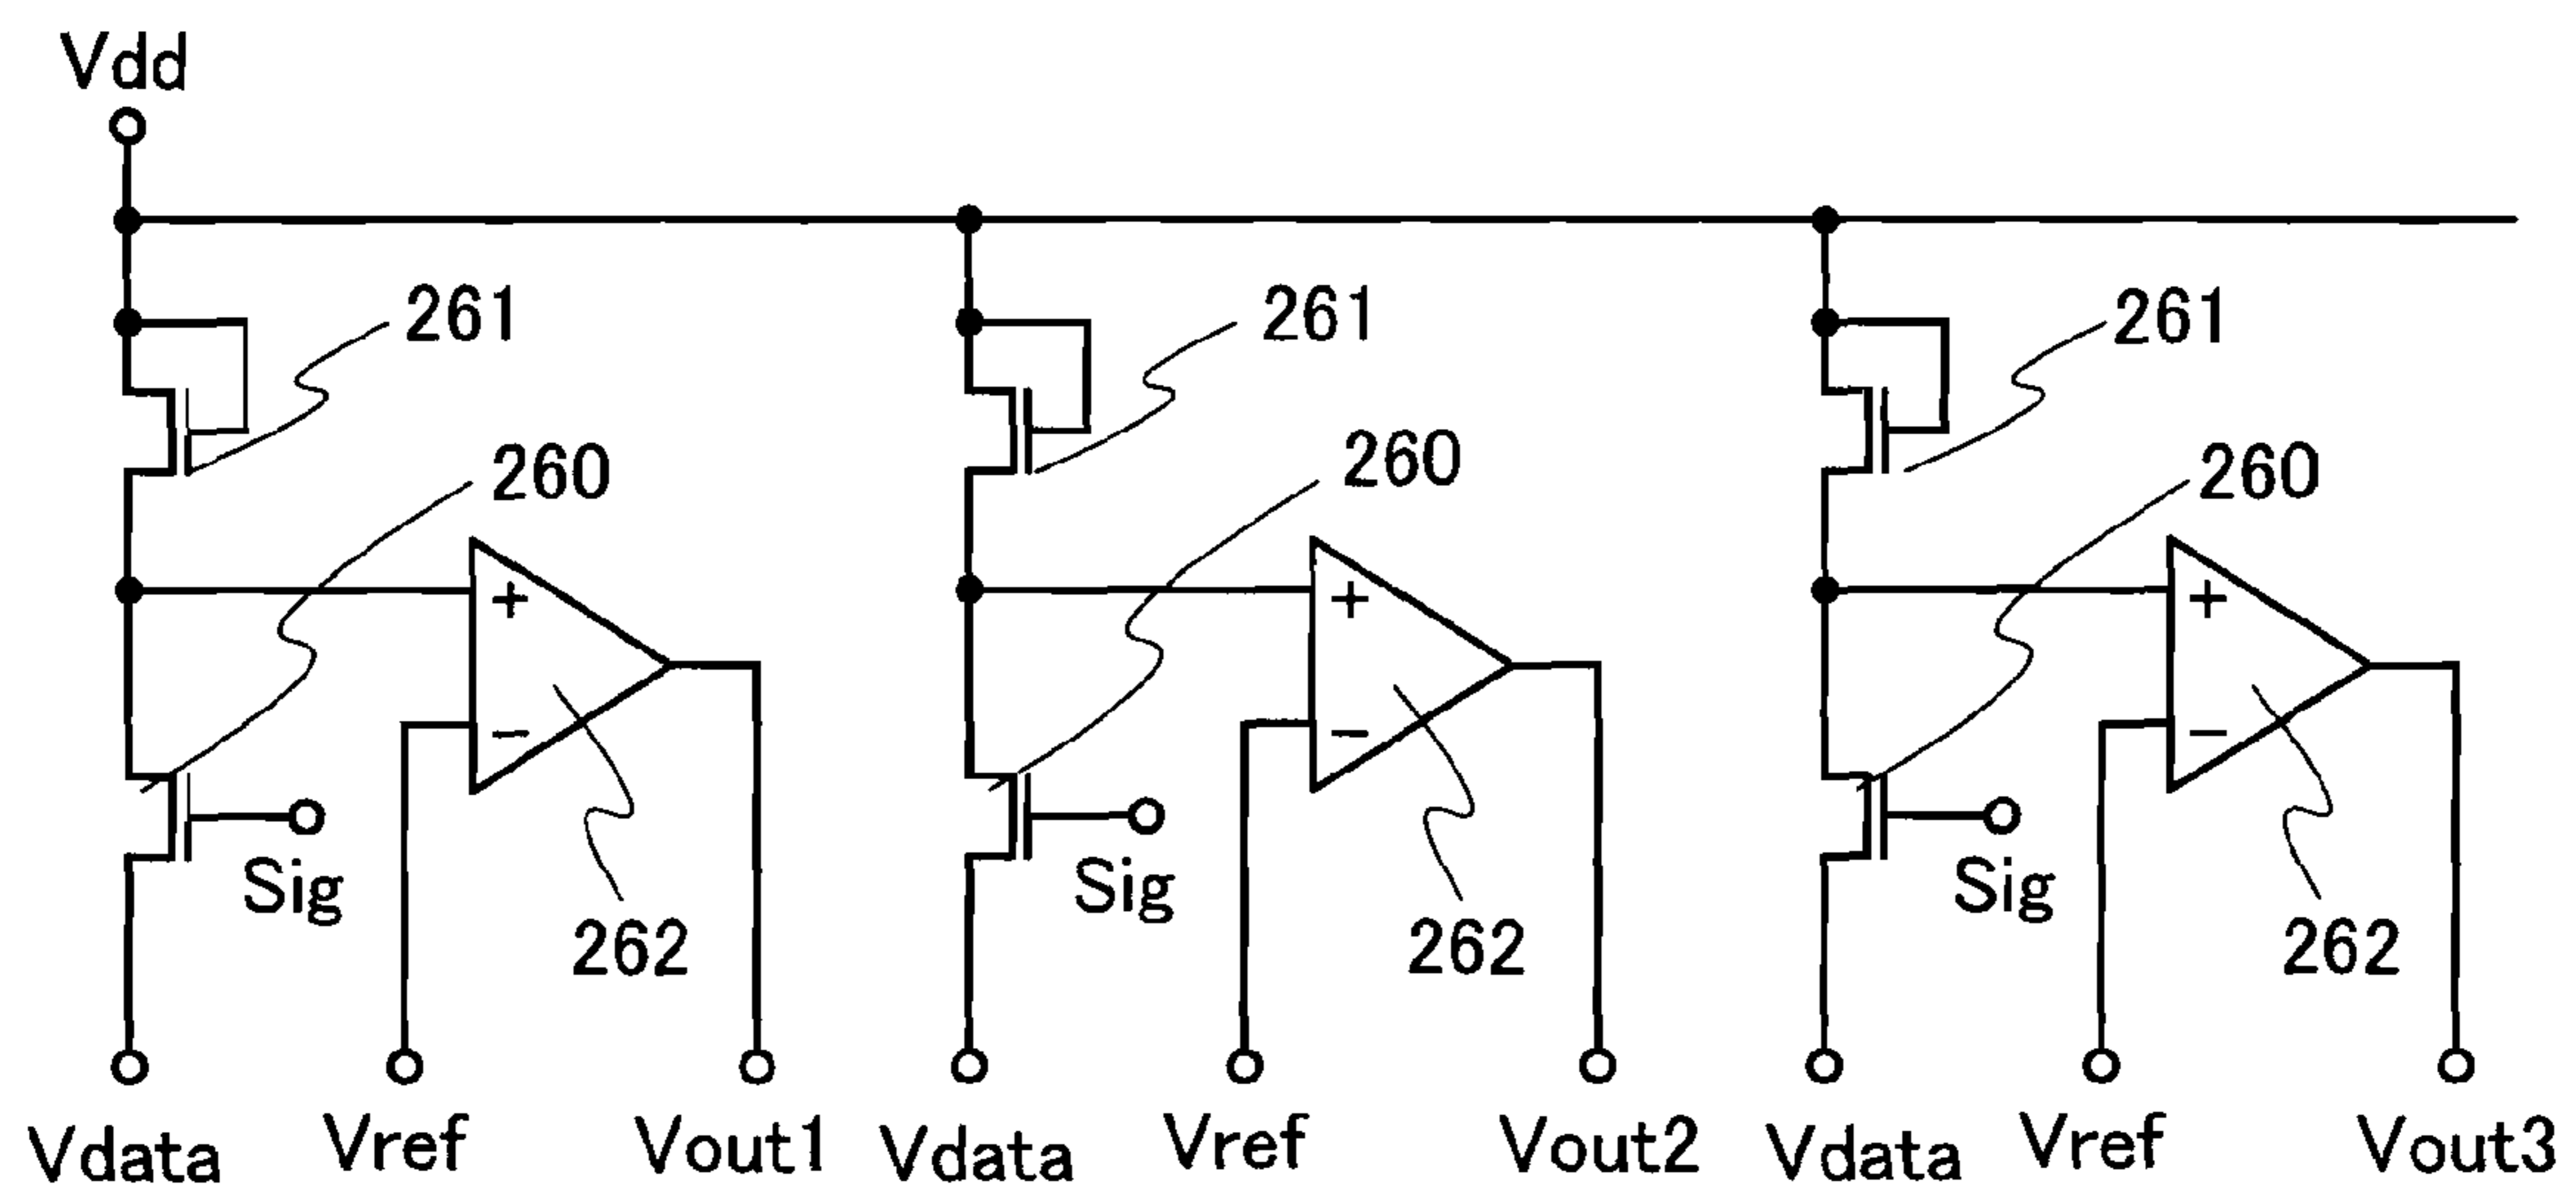 Vdd
261 261 261
260 260 260
+ + +
− − −
Sig Sig Sig
262 262 262
Vdata Vref Vout1 Vdata Vref Vout2 Vdata Vref Vout3